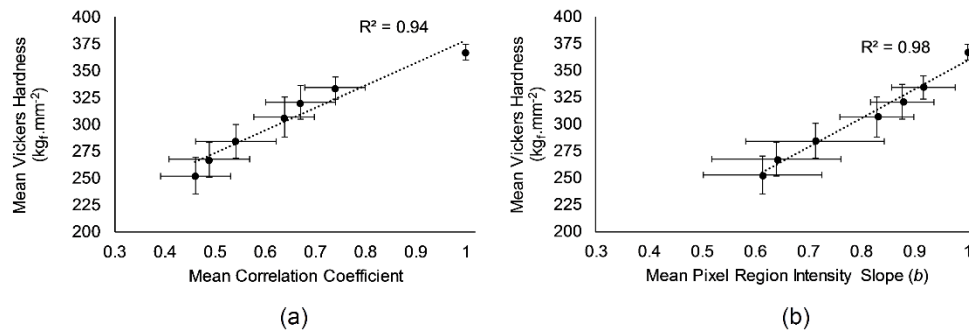 400
375
350
325
300
275
250
225
200
Mean Vickers Hardness
(kgf.mm-2)
R² = 0.94
0.3 0.4 0.5 0.6 0.7 0.8 0.9 1
Mean Correlation Coefficient
(a)
400
375
350
325
300
275
250
225
200
Mean Vickers Hardness
(kgf.mm-2)
R² = 0.98
0.3 0.4 0.5 0.6 0.7 0.8 0.9 1
Mean Pixel Region Intensity Slope (b)
(b)